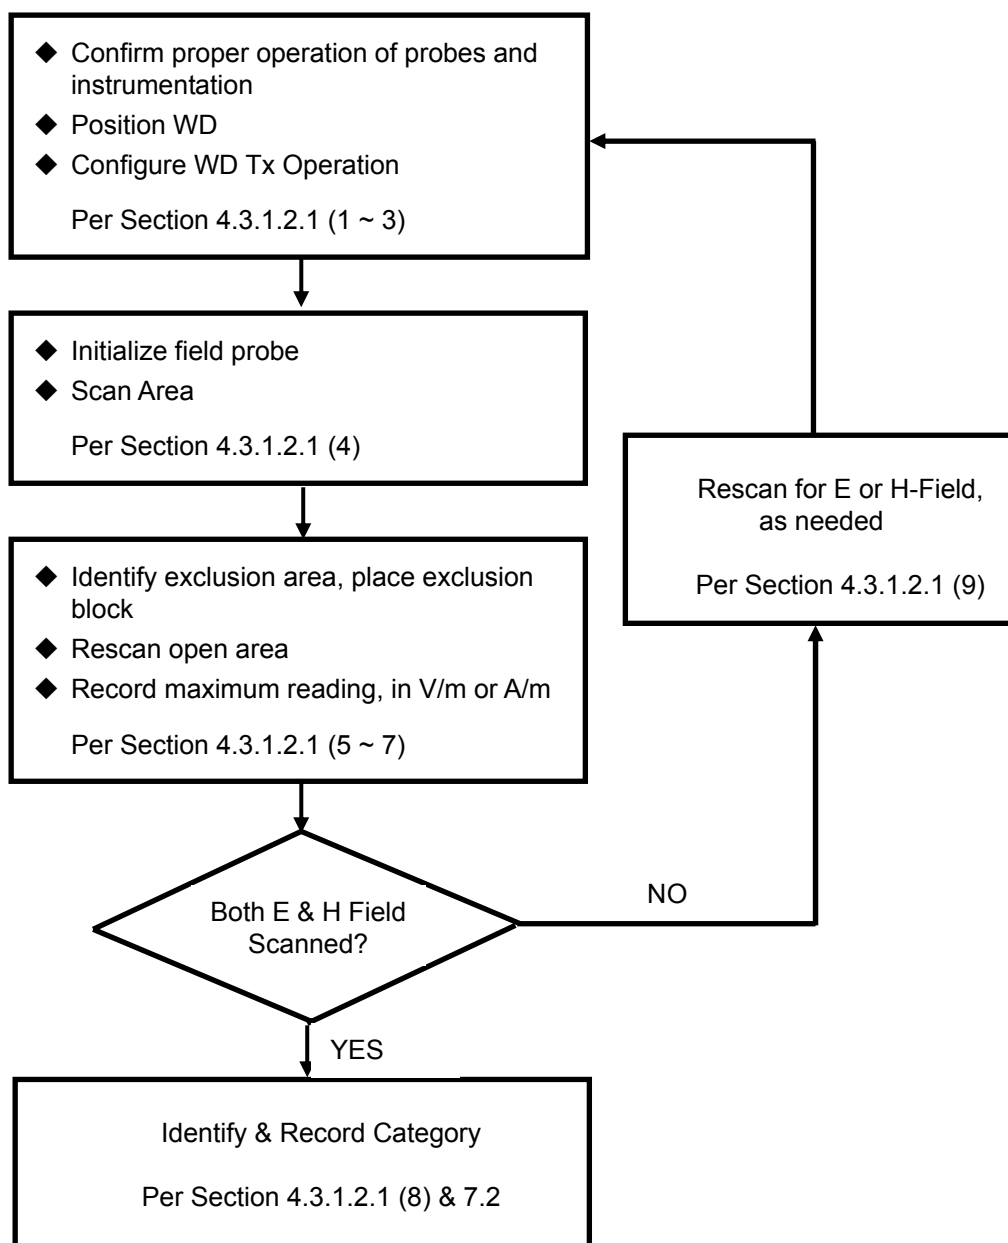 ◆ Confirm proper operation of probes and
instrumentation
◆ Position WD
◆ Configure WD Tx Operation
Per Section 4.3.1.2.1 (1 ~ 3)
◆ Initialize field probe
◆ Scan Area
Per Section 4.3.1.2.1 (4)
◆ Identify exclusion area, place exclusion
block
◆ Rescan open area
◆ Record maximum reading, in V/m or A/m
Per Section 4.3.1.2.1 (5 ~ 7)
Rescan for E or H-Field,
as needed
Per Section 4.3.1.2.1 (9)
Both E & H Field
Scanned?
NO
YES
Identify & Record Category
Per Section 4.3.1.2.1 (8) & 7.2